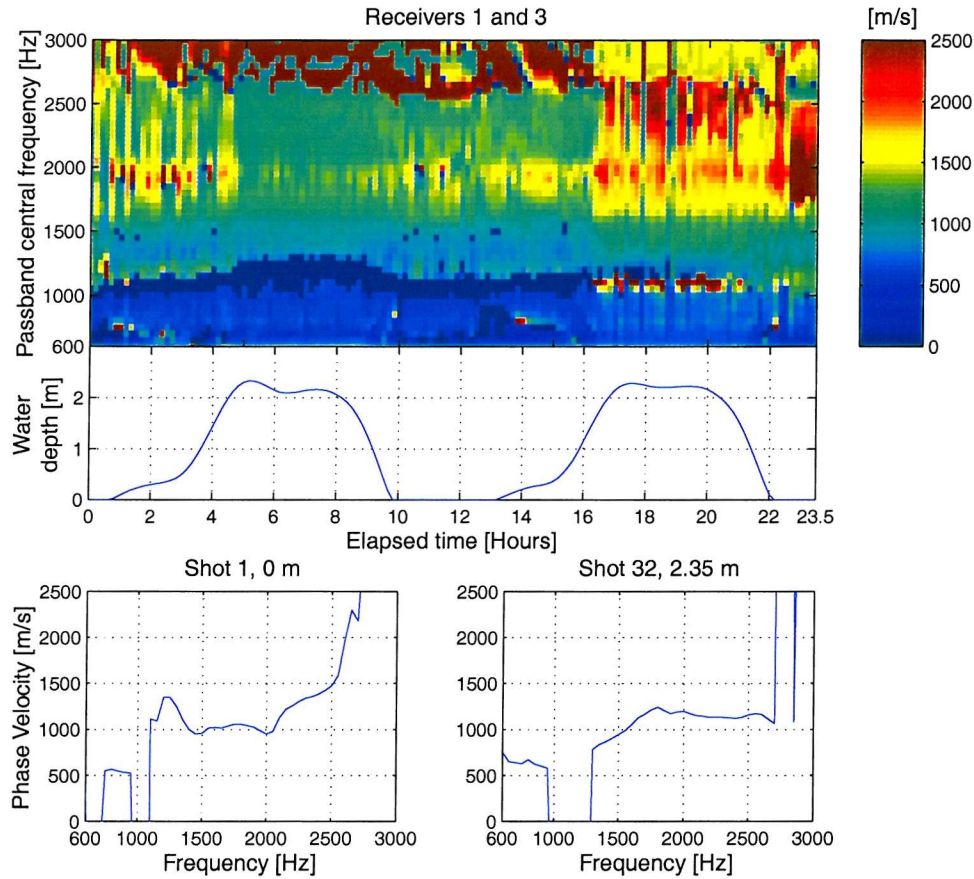 Receivers 1 and 3
[m/s]
Passband central frequency [Hz]
3000
2500
2000
1500
1000
600
2500
2000
1500
1000
500
0
Water
depth [m]
2
1
0
0 2 4 6 8 10 12 14 16 18 20 22 23.5
Elapsed time [Hours]
Shot 1, 0 m
Phase Velocity [m/s]
2500
2000
1500
1000
500
0
600 1000 1500 2000 2500 3000
Frequency [Hz]
Shot 32, 2.35 m
2500
2000
1500
1000
500
0
600 1000 1500 2000 2500 3000
Frequency [Hz]